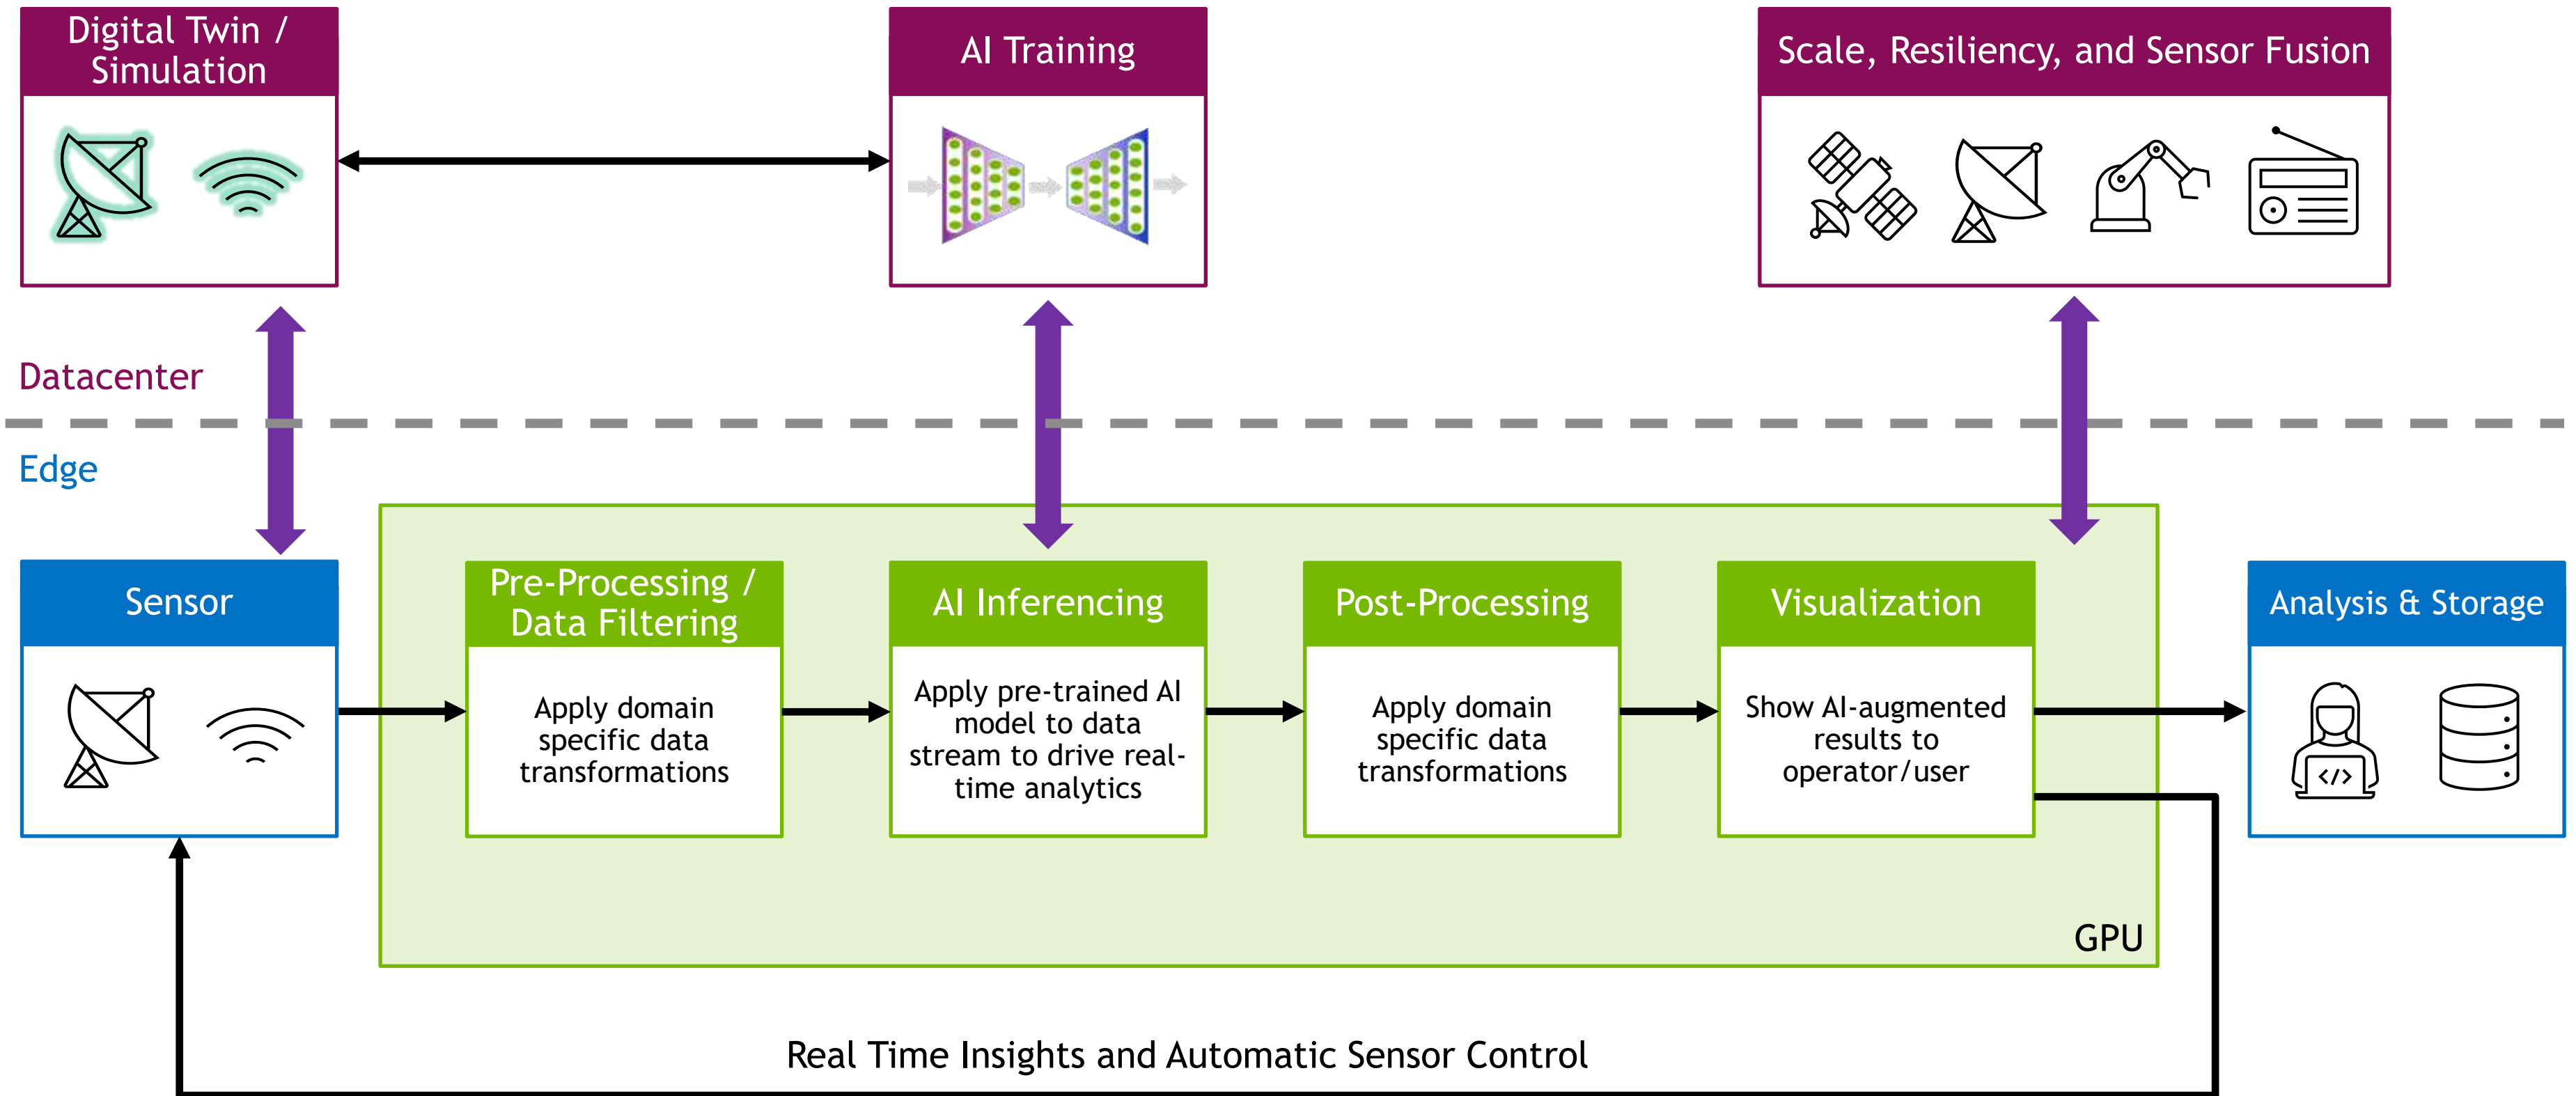 Digital Twin /
Simulation
AI Training
Scale, Resiliency, and Sensor Fusion
Datacenter
Edge
Sensor
Pre-Processing /
Data Filtering
Apply domain
specific data
transformations
AI Inferencing
Apply pre-trained AI
model to data
stream to drive real-
time analytics
Post-Processing
Apply domain
specific data
transformations
Visualization
Show AI-augmented
results to
operator/user
Analysis & Storage
</>
GPU
Real Time Insights and Automatic Sensor Control